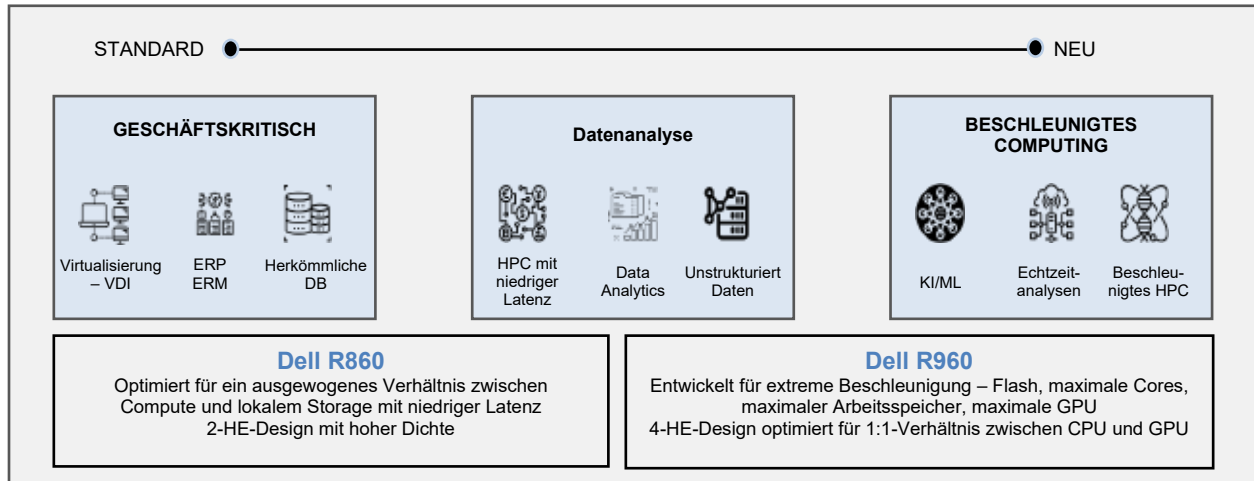 STANDARD
NEU
GESCHÄFTSKRITISCH
Virtualisierung
– VDI
ERP
ERM
Herkömmliche
DB
Datenanalyse
HPC mit
niedriger
Latenz
Data
Analytics
Unstrukturiert
Daten
BESCHLEUNIGTES
COMPUTING
KI/ML
Echtzeit-
analysen
Beschleu-
nigtes HPC
Dell R860
Optimiert für ein ausgewogenes Verhältnis zwischen
Compute und lokalem Storage mit niedriger Latenz
2-HE-Design mit hoher Dichte
Dell R960
Entwickelt für extreme Beschleunigung – Flash, maximale Cores,
maximaler Arbeitsspeicher, maximale GPU
4-HE-Design optimiert für 1:1-Verhältnis zwischen CPU und GPU